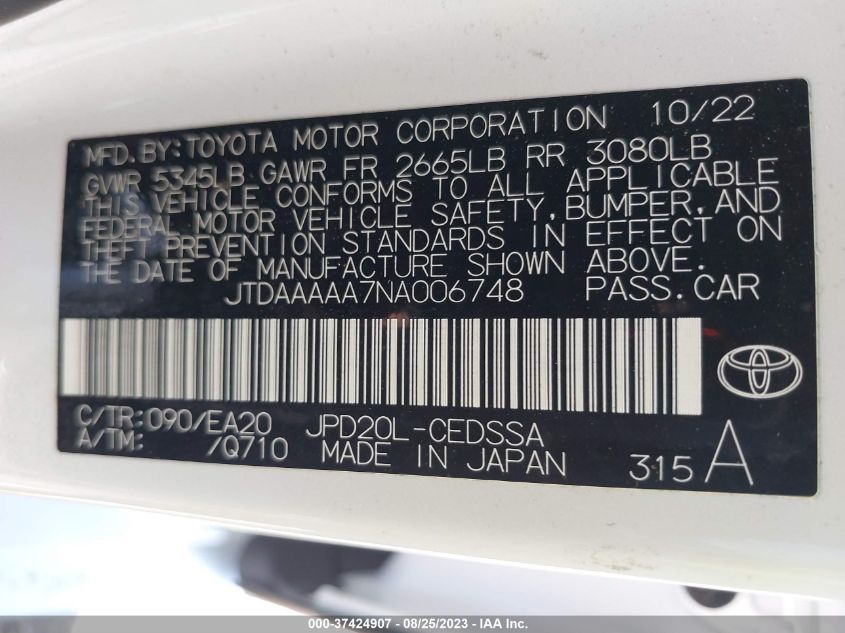 MFD. BY: TOYOTA MOTOR CORPORATION 10/22
GVWR 5345LB GAWR FR 2665LB RR 3080LB
THIS VEHICLE CONFORMS TO ALL APPLICABLE
FEDERAL MOTOR VEHICLE SAFETY, BUMPER, AND
THEFT PREVENTION STANDARDS IN EFFECT ON
THE DATE OF MANUFACTURE SHOWN ABOVE.
JTDAAAAA7NA006748 PASS. CAR
C/TR: 090/EA20 JPD20L-CEDSSA
A/TM: /Q710 MADE IN JAPAN 315 A
000-37424907 - 08/25/2023 - IAA Inc.